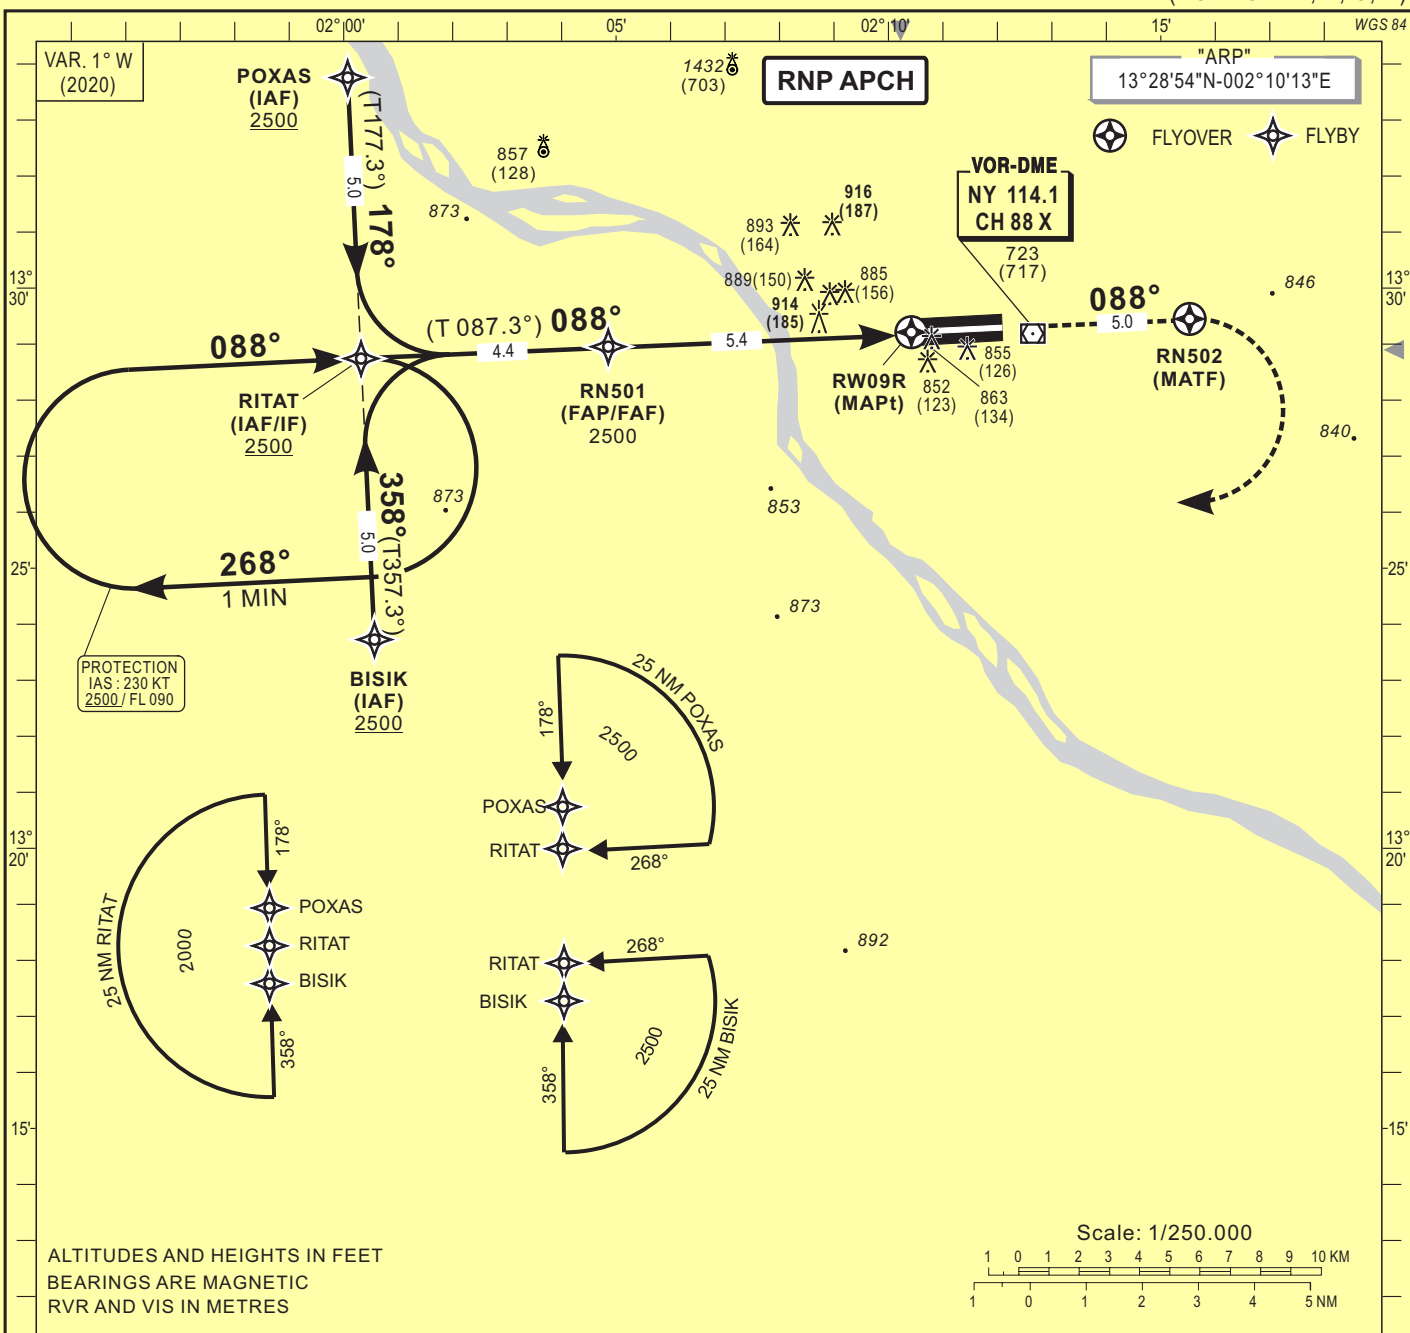 02°00'
05'
02°10'
15'
WGS 84
VAR. 1° W
(2020)
POXAS
(IAF)
2500
(T177.3°)
178°
5.0
1432
(703)
RNP APCH
"ARP"
13°28'54"N-002°10'13"E
FLYOVER
FLYBY
857
(128)
873
VOR-DME
NY 114.1
CH 88 X
723
(717)
916
(187)
893
(164)
889(150)
885
(156)
914
(185)
846
13°
30'
13°
30'
088°
(T 087.3°) 088°
4.4
5.4
088°
5.0
RITAT
(IAF/IF)
2500
RN501
(FAP/FAF)
2500
RW09R
(MAPt)
852
(123)
855
(126)
863
(134)
RN502
(MATF)
840
358°
(T357.3°)
5.0
873
853
268°
1 MIN
25'
25'
873
PROTECTION
IAS : 230 KT
2500 / FL 090
BISIK
(IAF)
2500
178°
25 NM POXAS
2500
POXAS
RITAT
268°
13°
20'
13°
20'
178°
25 NM RITAT
2000
POXAS
RITAT
BISIK
358°
892
268°
RITAT
BISIK
2500
25 NM BISIK
358°
15'
15'
ALTITUDES AND HEIGHTS IN FEET
BEARINGS ARE MAGNETIC
RVR AND VIS IN METRES
Scale: 1/250.000
1 0 1 2 3 4 5 6 7 8 9 10 KM
1 0 1 2 3 4 5 NM